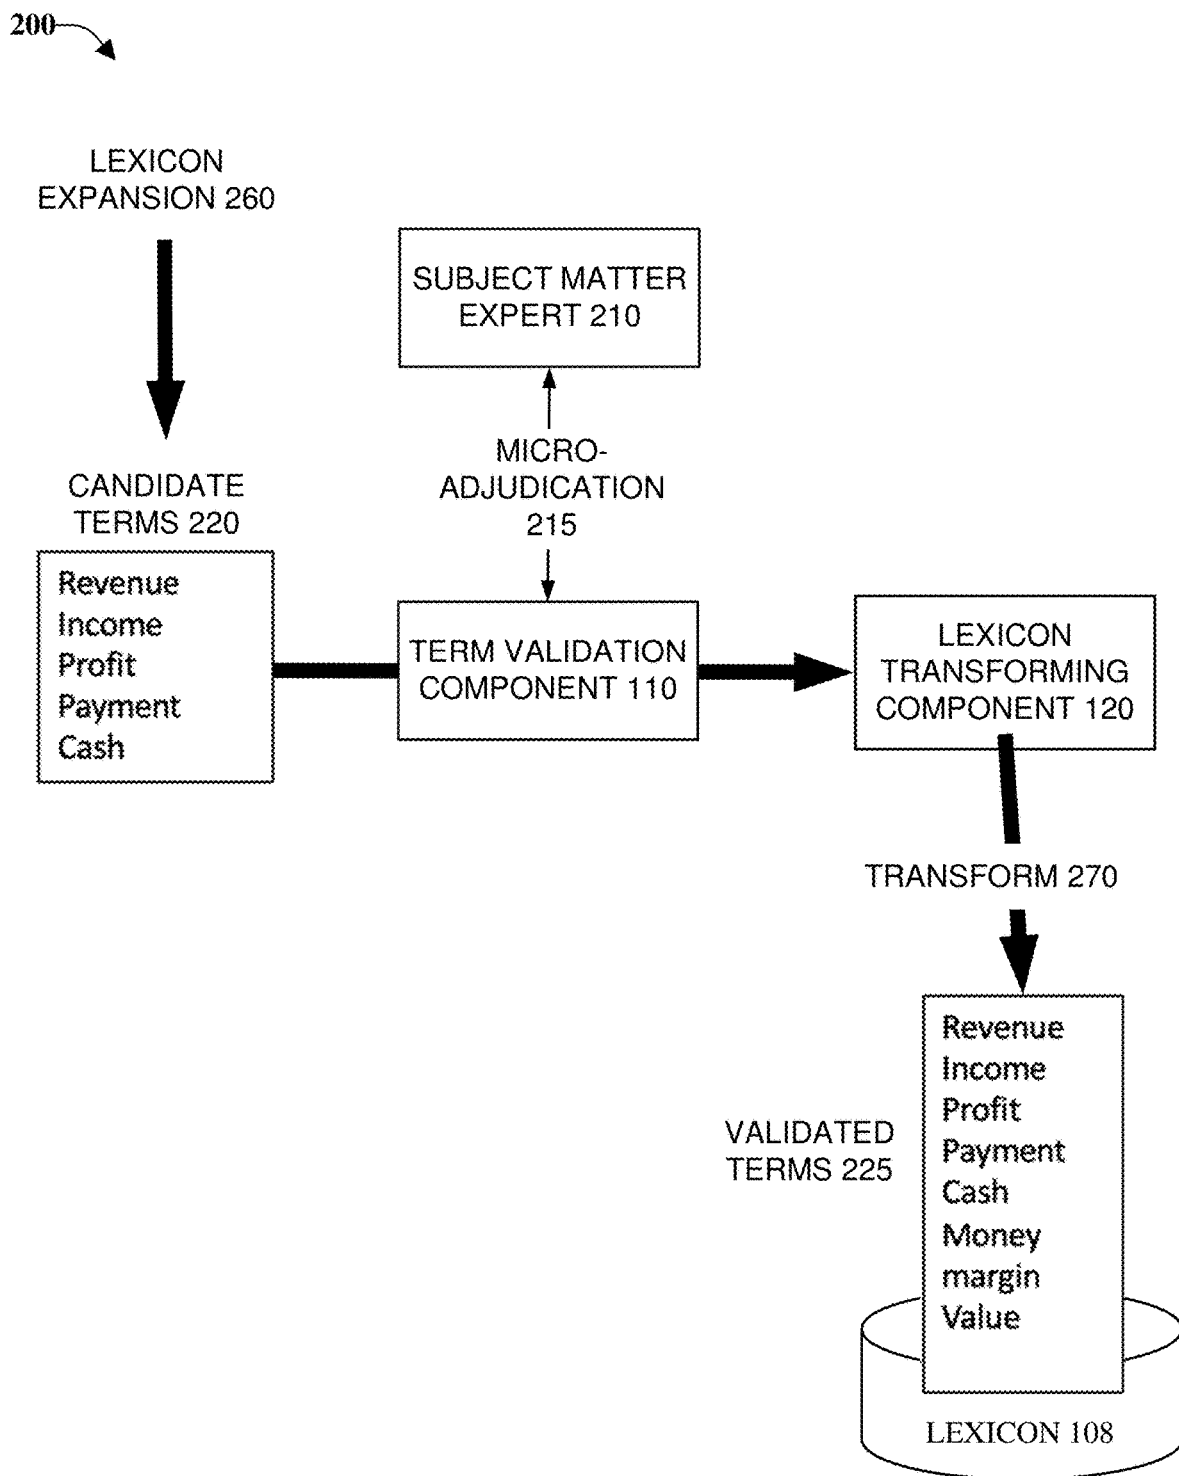 200
LEXICON
EXPANSION 260
SUBJECT MATTER
EXPERT 210
MICRO-
ADJUDICATION
215
CANDIDATE
TERMS 220
Revenue
Income
Profit
Payment
Cash
TERM VALIDATION
COMPONENT 110
LEXICON
TRANSFORMING
COMPONENT 120
TRANSFORM 270
VALIDATED
TERMS 225
Revenue
Income
Profit
Payment
Cash
Money
margin
Value
LEXICON 108